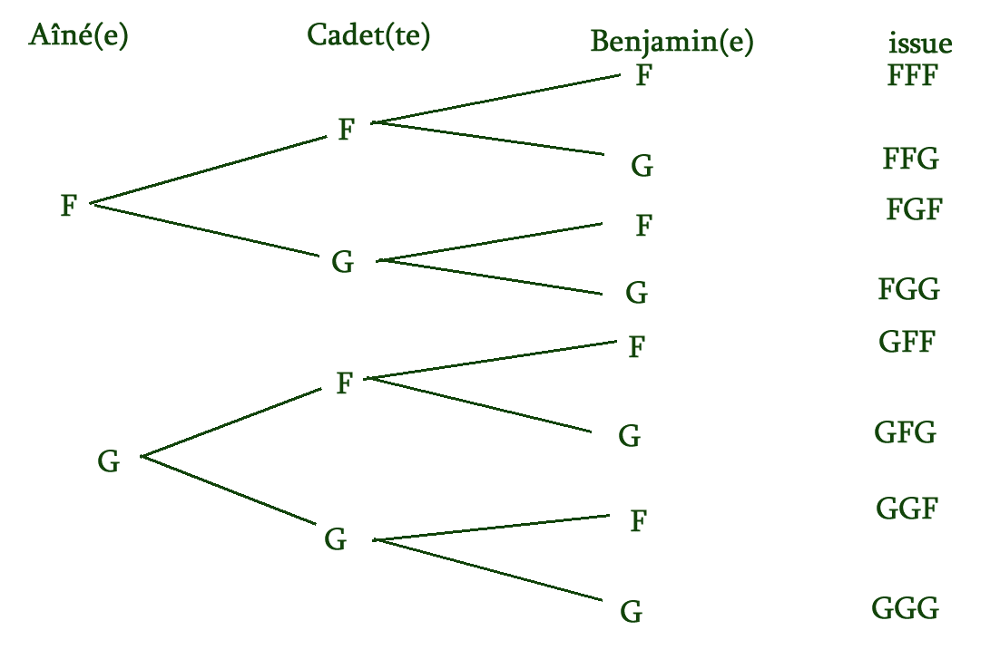 Aîné(e) Cadet(te) Benjamin(e) issue
F FFF
F
G FFG
F
F FGF
G
G FGG
F GFF
F
G GFG
G
F GGF
G
G GGG